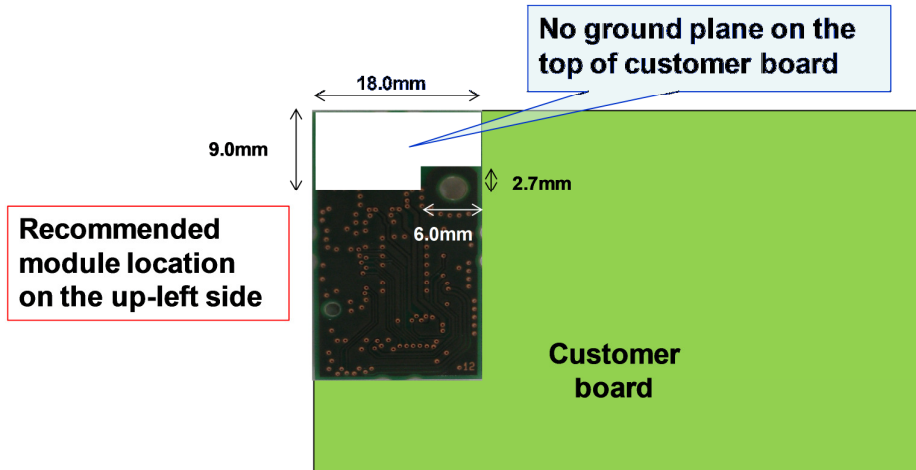 No ground plane on the
top of customer board
18.0mm
9.0mm
2.7mm
6.0mm
Recommended
module location
on the up-left side
Customer
board
12